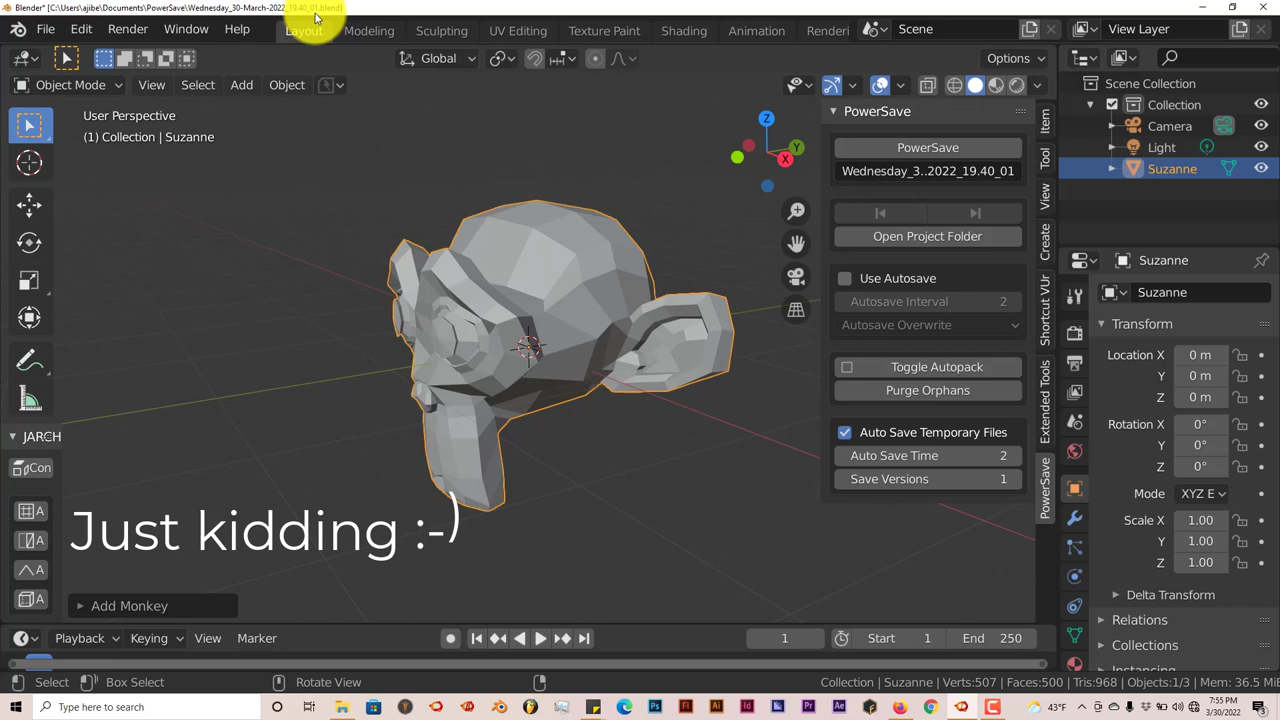 Blender* [C:\Users\ajibe\Documents\PowerSave\Wednesday_30-March-2022_19.40_01.blend]
File Edit Render Window Help Layout Modeling Sculpting UV Editing Texture Paint Shading Animation Renderi Scene View Layer
Global Options
Object Mode View Select Add Object
User Perspective
(1) Collection | Suzanne
Z
Y
X
PowerSave
PowerSave
Wednesday_3..2022_19.40_01
Open Project Folder
Use Autosave
Autosave Interval 2
Autosave Overwrite
Toggle Autopack
Purge Orphans
Auto Save Temporary Files
Auto Save Time 2
Save Versions 1
Item
Tool
View
Create
Shortcut VUr
Extended Tools
PowerSave
Scene Collection
Collection
Camera
Light
Suzanne
Suzanne
Suzanne
Transform
Location X 0 m
Y 0 m
Z 0 m
Rotation X 0°
Y 0°
Z 0°
Mode XYZ E
Scale X 1.00
Y 1.00
Z 1.00
Delta Transform
Relations
Collections
Instancing
JARCH
Con
A
A
A
A
Just kidding :-)
Add Monkey
Playback Keying View Marker 1 Start 1 End 250
Select Box Select Rotate View Collection | Suzanne | Verts:507 | Faces:500 | Tris:968 | Objects:1/3 | Mem: 36.5 Mi
Type here to search
43°F
7:55 PM
3/30/2022